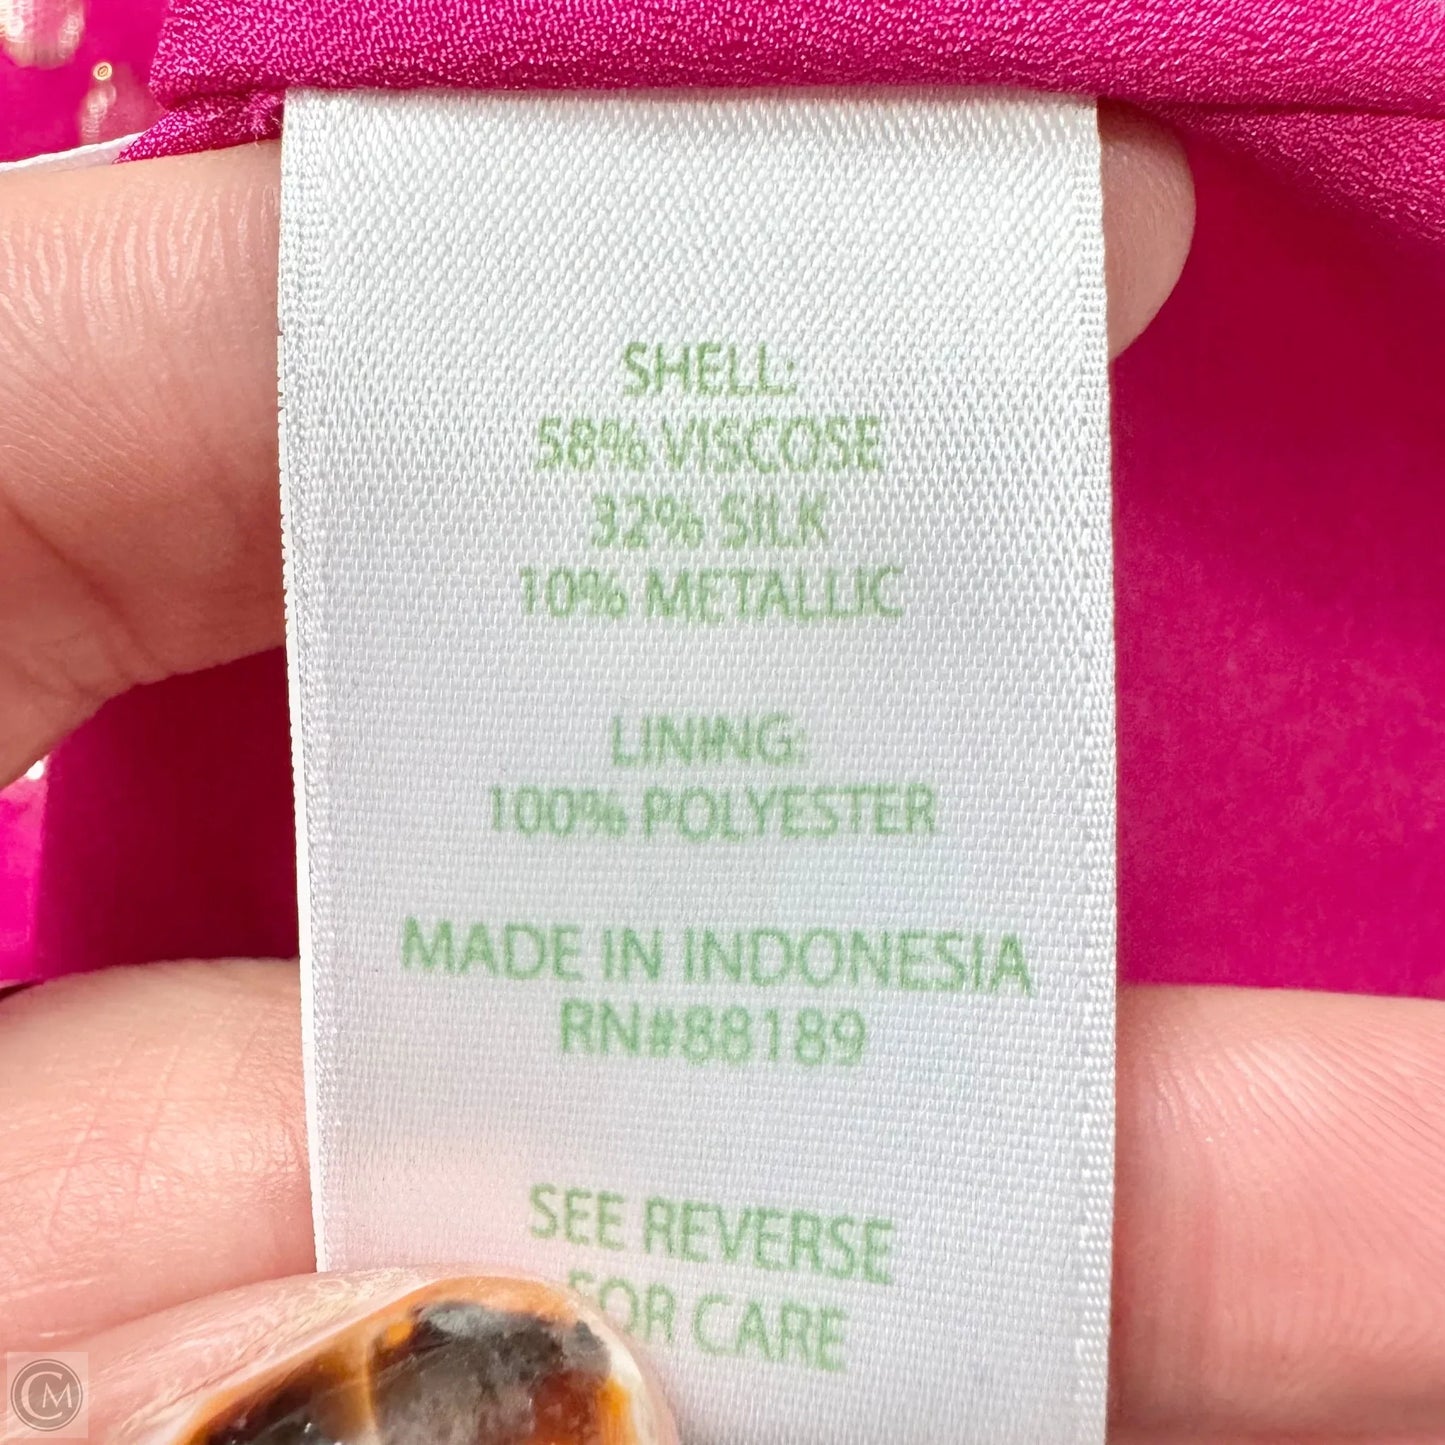 SHELL:
58% VISCOSE
32% SILK
10% METALLIC
LINING:
100% POLYESTER
MADE IN INDONESIA
RN#88189
SEE REVERSE
FOR CARE
CM